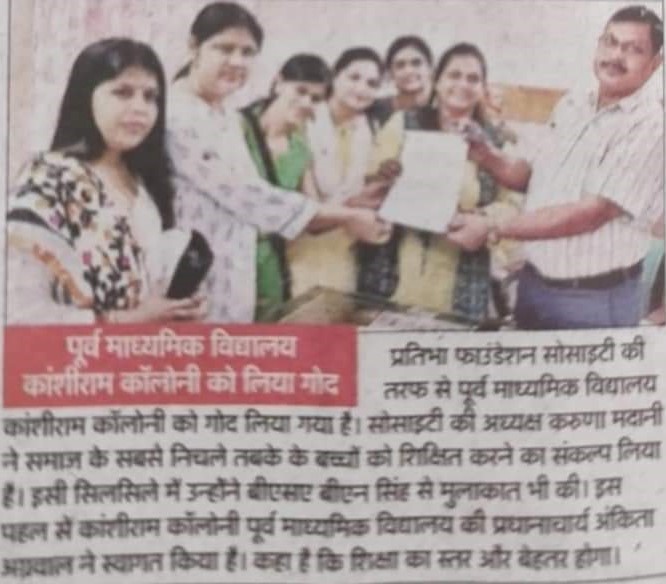 पूर्व माध्यमिक विद्यालय
कांशीराम कॉलोनी को लिया गोद
प्रतिभा फाउंडेशन सोसाइटी की
तरफ से पूर्व माध्यमिक विद्यालय
कांशीराम कॉलोनी को गोद लिया गया है। सोसाइटी की अध्यक्ष करुणा मदानी
ने समाज के सबसे निचले तबके के बच्चों को शिक्षित करने का संकल्प लिया
है। इसी सिलसिले में उन्होंने बीएसए बीएन सिंह से मुलाकात भी की। इस
पहल से कांशीराम कॉलोनी पूर्व माध्यमिक विद्यालय की प्रधानाचार्य अंकिता
अग्रवाल ने स्वागत किया है। कहा है कि शिक्षा का स्तर और बेहतर होगा।